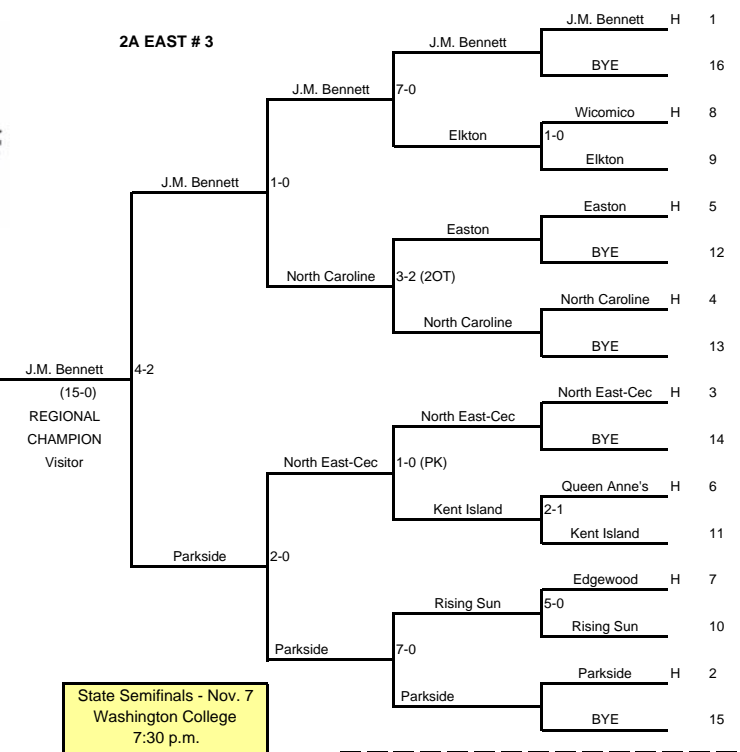 J.M. Bennett H 1
2A EAST # 3
J.M. Bennett
BYE 16
J.M. Bennett 7-0
Wicomico H 8
Elkton 1-0
Elkton 9
J.M. Bennett 1-0
Easton H 5
Easton
BYE 12
North Caroline 3-2 (2OT)
North Caroline H 4
North Caroline
BYE 13
J.M. Bennett 4-2
(15-0)
REGIONAL
CHAMPION
Visitor
North East-Cec H 3
North East-Cec
BYE 14
North East-Cec 1-0 (PK)
Queen Anne's H 6
Kent Island 2-1
Kent Island 11
Parkside 2-0
Edgewood H 7
Rising Sun 5-0
Rising Sun 10
Parkside 7-0
Parkside H 2
Parkside
BYE 15
State Semifinals - Nov. 7
Washington College
7:30 p.m.